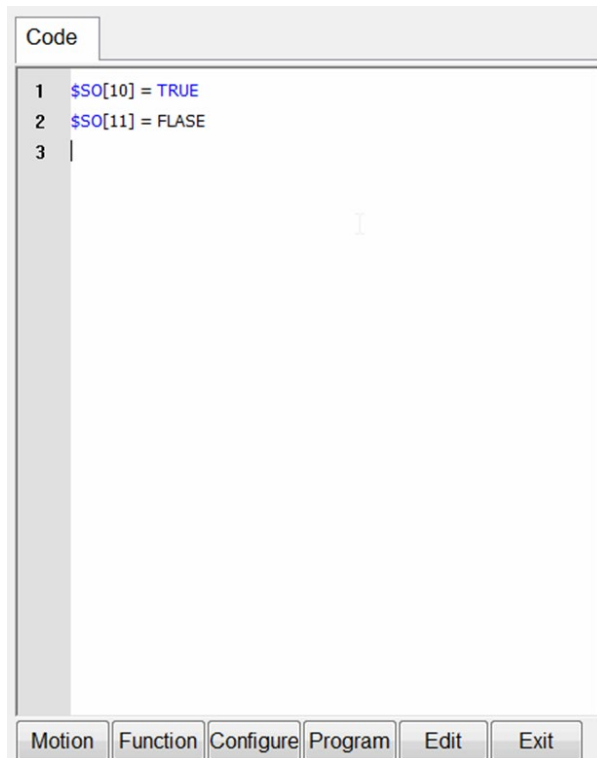 Code
1 $SO[10] = TRUE
2 $SO[11] = FLASE
3
Motion Function Configure Program Edit Exit